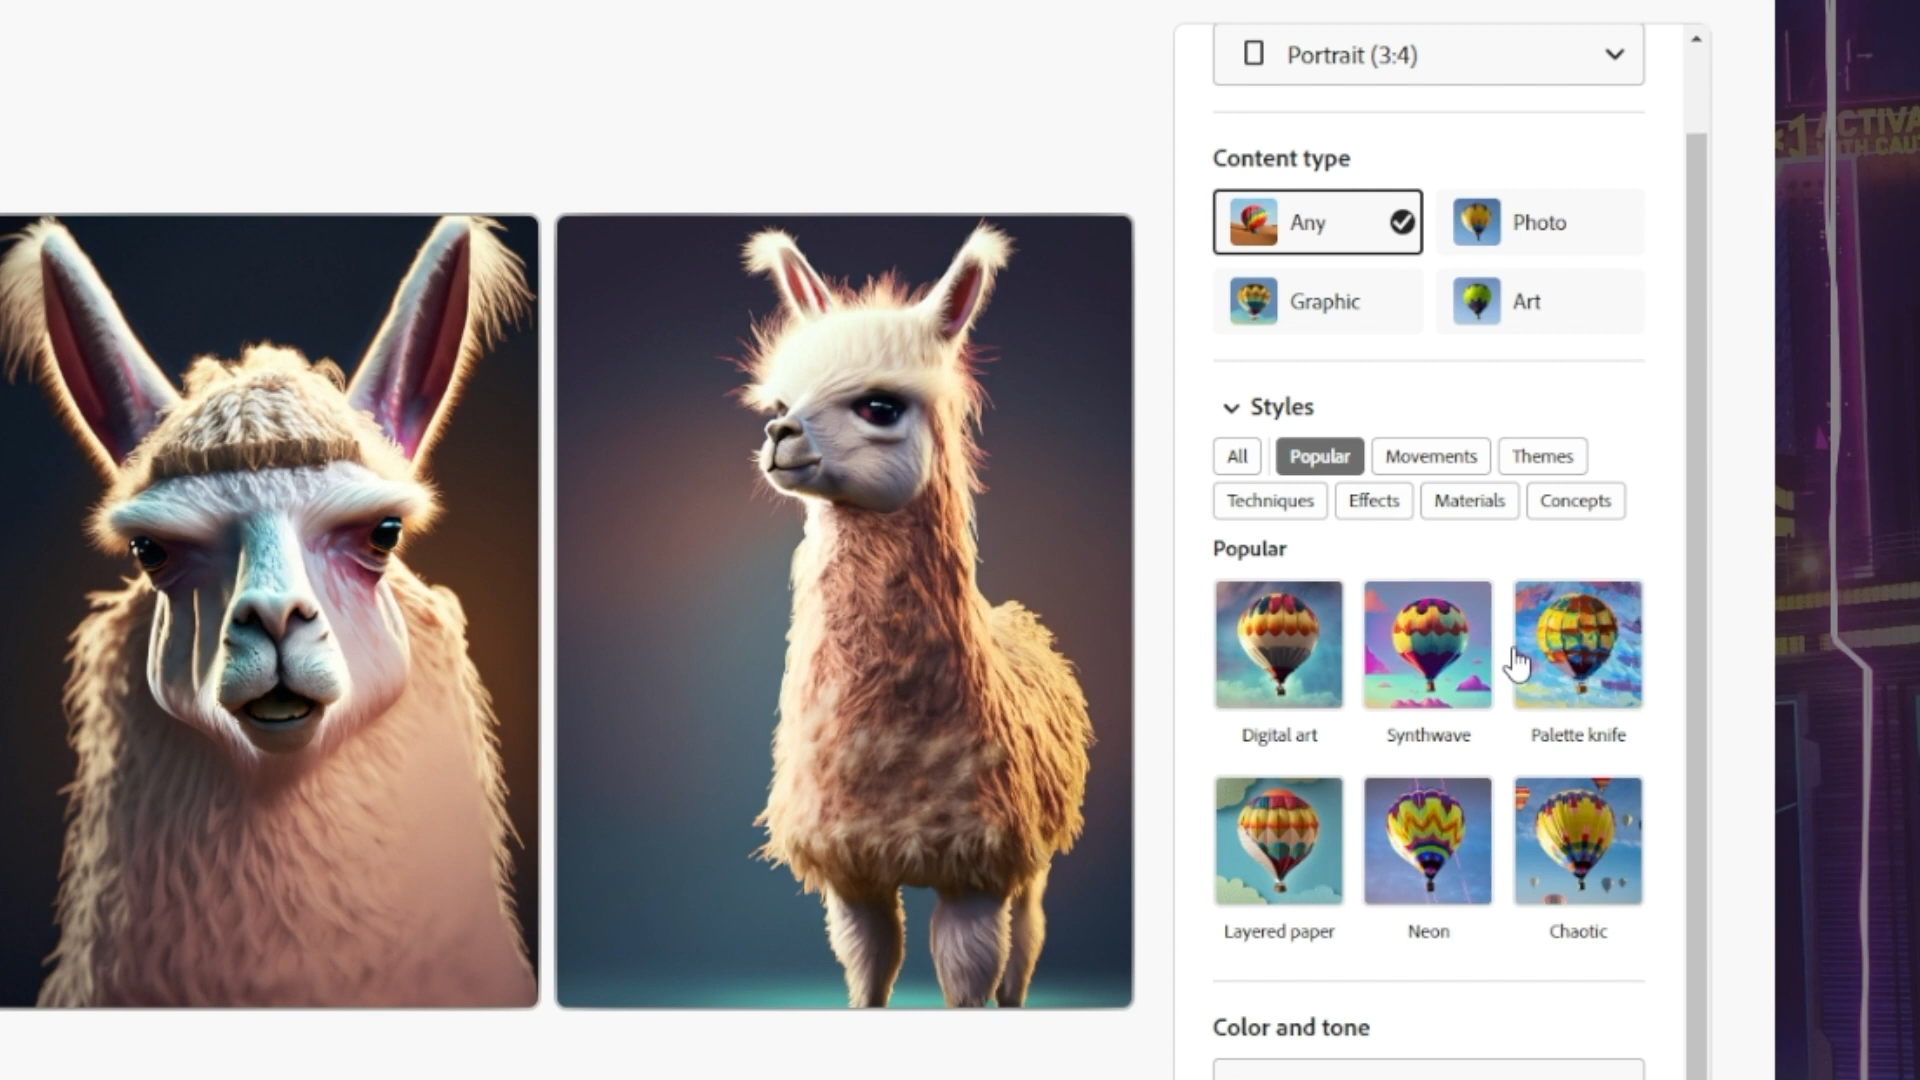 Portrait (3:4)
Content type
Any
Photo
Graphic
Art
Styles
All
Popular
Movements
Themes
Techniques
Effects
Materials
Concepts
Popular
Digital art
Synthwave
Palette knife
Layered paper
Neon
Chaotic
Color and tone